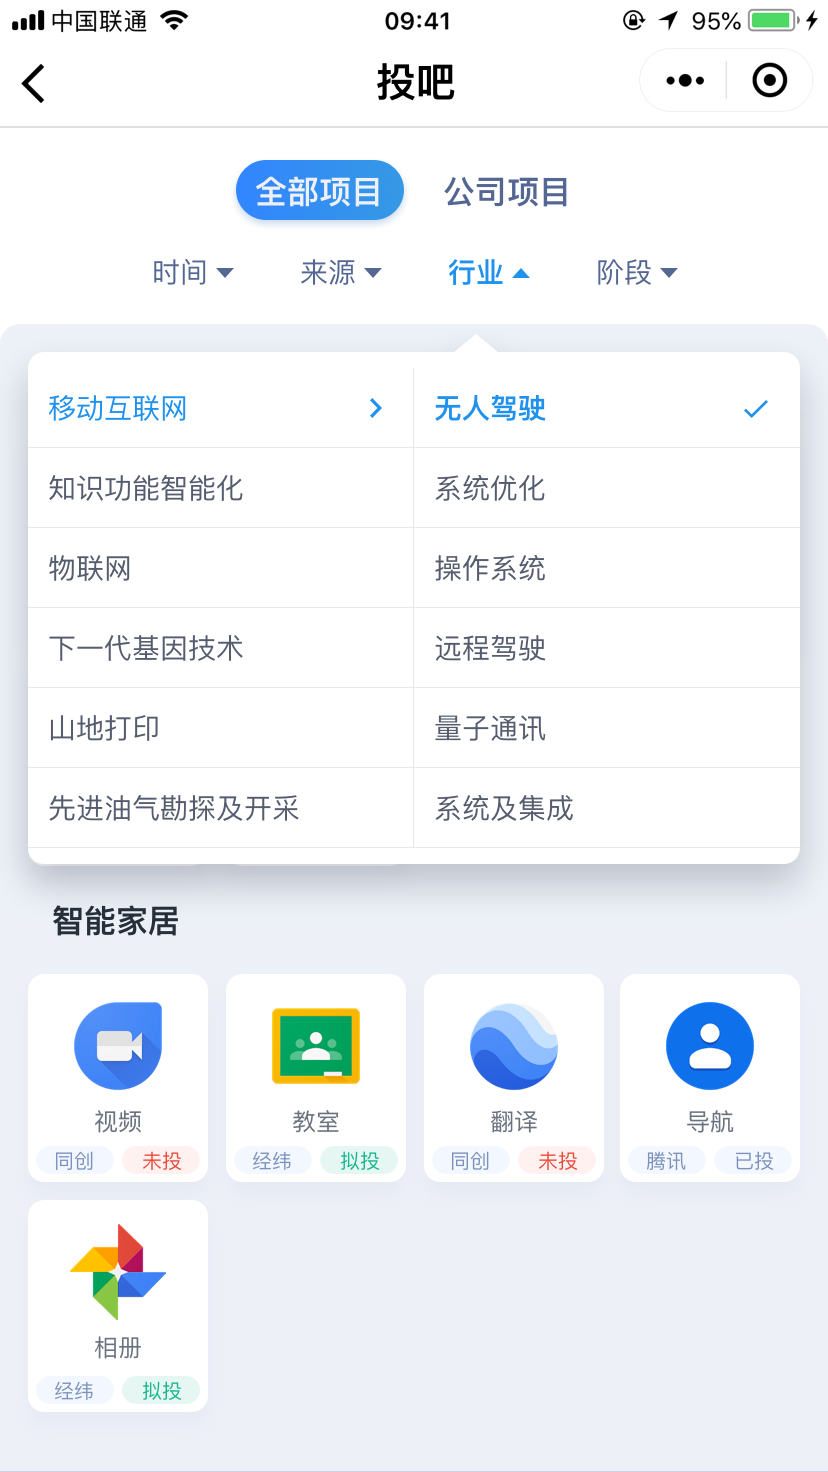 中国联通 09:41 95%
投吧
全部项目 公司项目
时间 来源 行业 阶段
移动互联网 无人驾驶
知识功能智能化 系统优化
物联网 操作系统
下一代基因技术 远程驾驶
山地打印 量子通讯
先进油气勘探及开采 系统及集成
智能家居
视频 教室 翻译 导航
同创 未投 经纬 拟投 同创 未投 腾讯 已投
相册
经纬 拟投